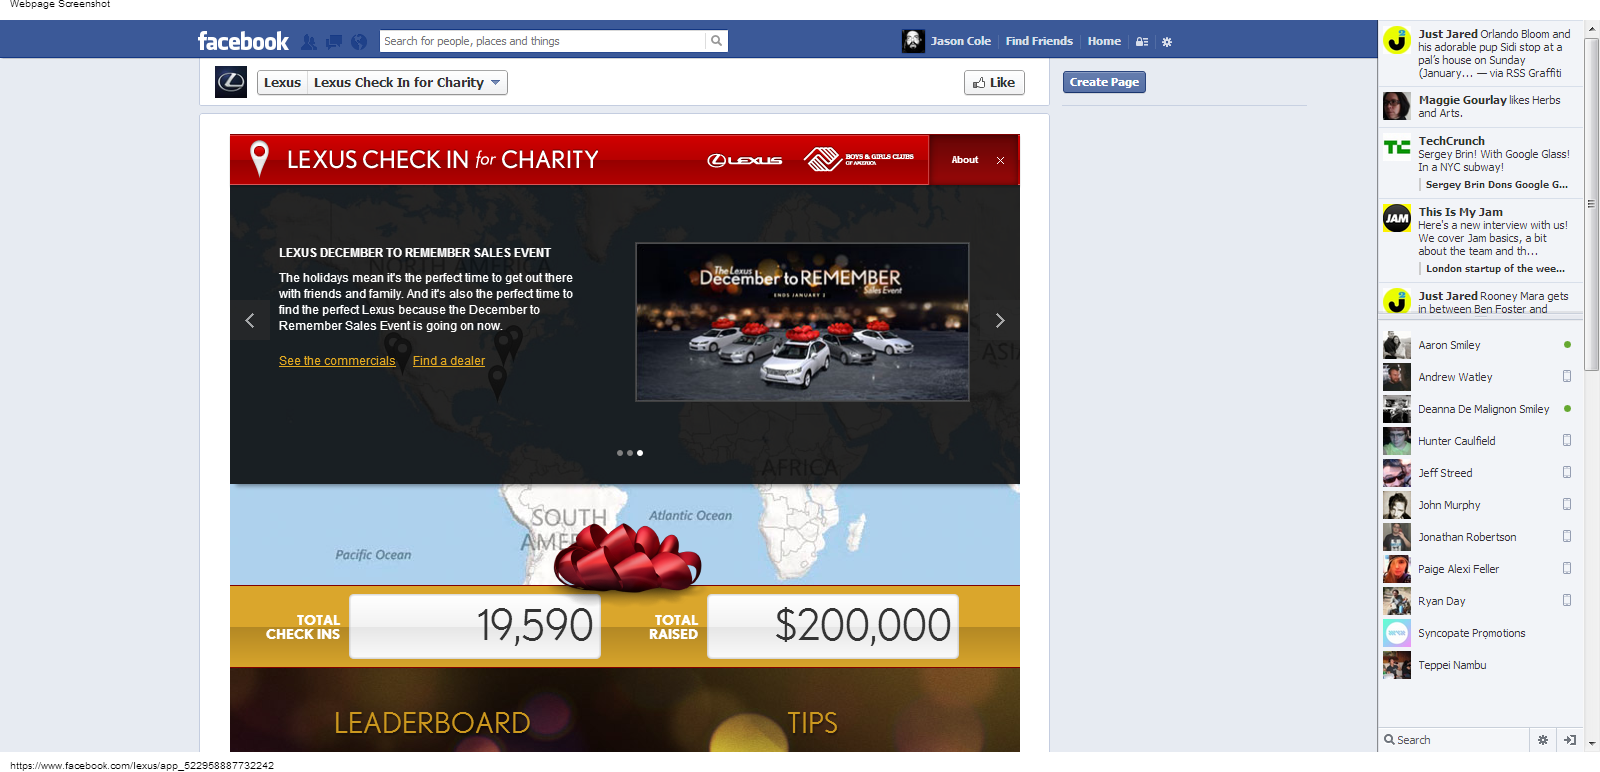 Webpage Screenshot
facebook
Search for people, places and things
Jason Cole
Find Friends
Home
Lexus
Lexus Check In for Charity
Like
Create Page
LEXUS CHECK IN for CHARITY
LEXUS
BOYS & GIRLS CLUBS
OF AMERICA
About
NORTH AMERICA
LEXUS DECEMBER TO REMEMBER SALES EVENT
The holidays mean it's the perfect time to get out there
with friends and family. And it's also the perfect time to
find the perfect Lexus because the December to
Remember Sales Event is going on now.
See the commercials
Find a dealer
The Lexus
December to REMEMBER
Sales Event
ENDS JANUARY 2
ASIA
AFRICA
SOUTH
AMERICA
Atlantic Ocean
Pacific Ocean
TOTAL
CHECK INS
19,590
TOTAL
RAISED
$200,000
LEADERBOARD
TIPS
Just Jared Orlando Bloom and
his adorable pup Sidi stop at a
pal's house on Sunday
(January... — via RSS Graffiti
Maggie Gourlay likes Herbs
and Arts.
TechCrunch
Sergey Brin! With Google Glass!
In a NYC subway!
Sergey Brin Dons Google G...
JAM
This Is My Jam
Here's a new interview with us!
We cover Jam basics, a bit
about the team and th...
London startup of the wee...
Just Jared Rooney Mara gets
in between Ben Foster and
Aaron Smiley
Andrew Watley
Deanna De Malignon Smiley
Hunter Caulfield
Jeff Streed
John Murphy
Jonathan Robertson
Paige Alexi Feller
Ryan Day
Syncopate Promotions
Teppei Nambu
Search
https://www.facebook.com/lexus/app_522958887732242